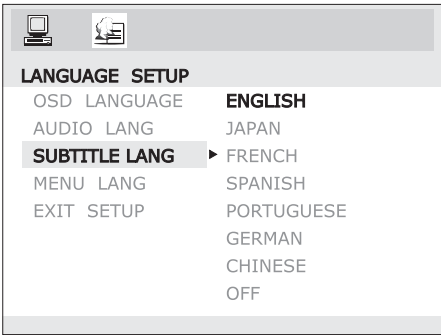 LANGUAGE SETUP
OSD LANGUAGE
AUDIO LANG
SUBTITLE LANG
MENU LANG
EXIT SETUP
ENGLISH
JAPAN
FRENCH
SPANISH
PORTUGUESE
GERMAN
CHINESE
OFF